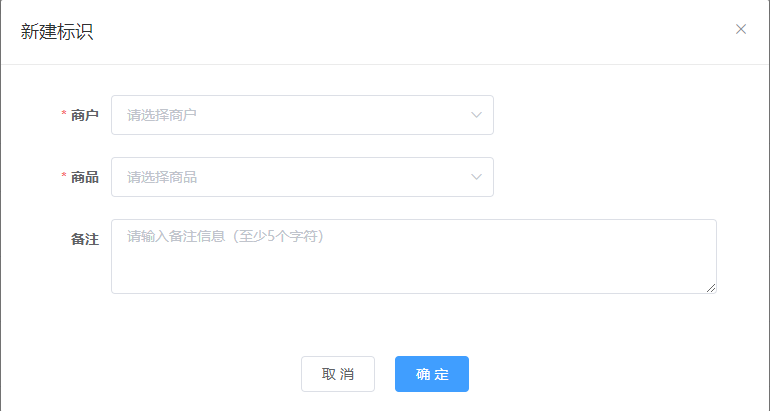 新建标识
* 商户 请选择商户
* 商品 请选择商品
备注 请输入备注信息（至少5个字符）
取 消 确 定